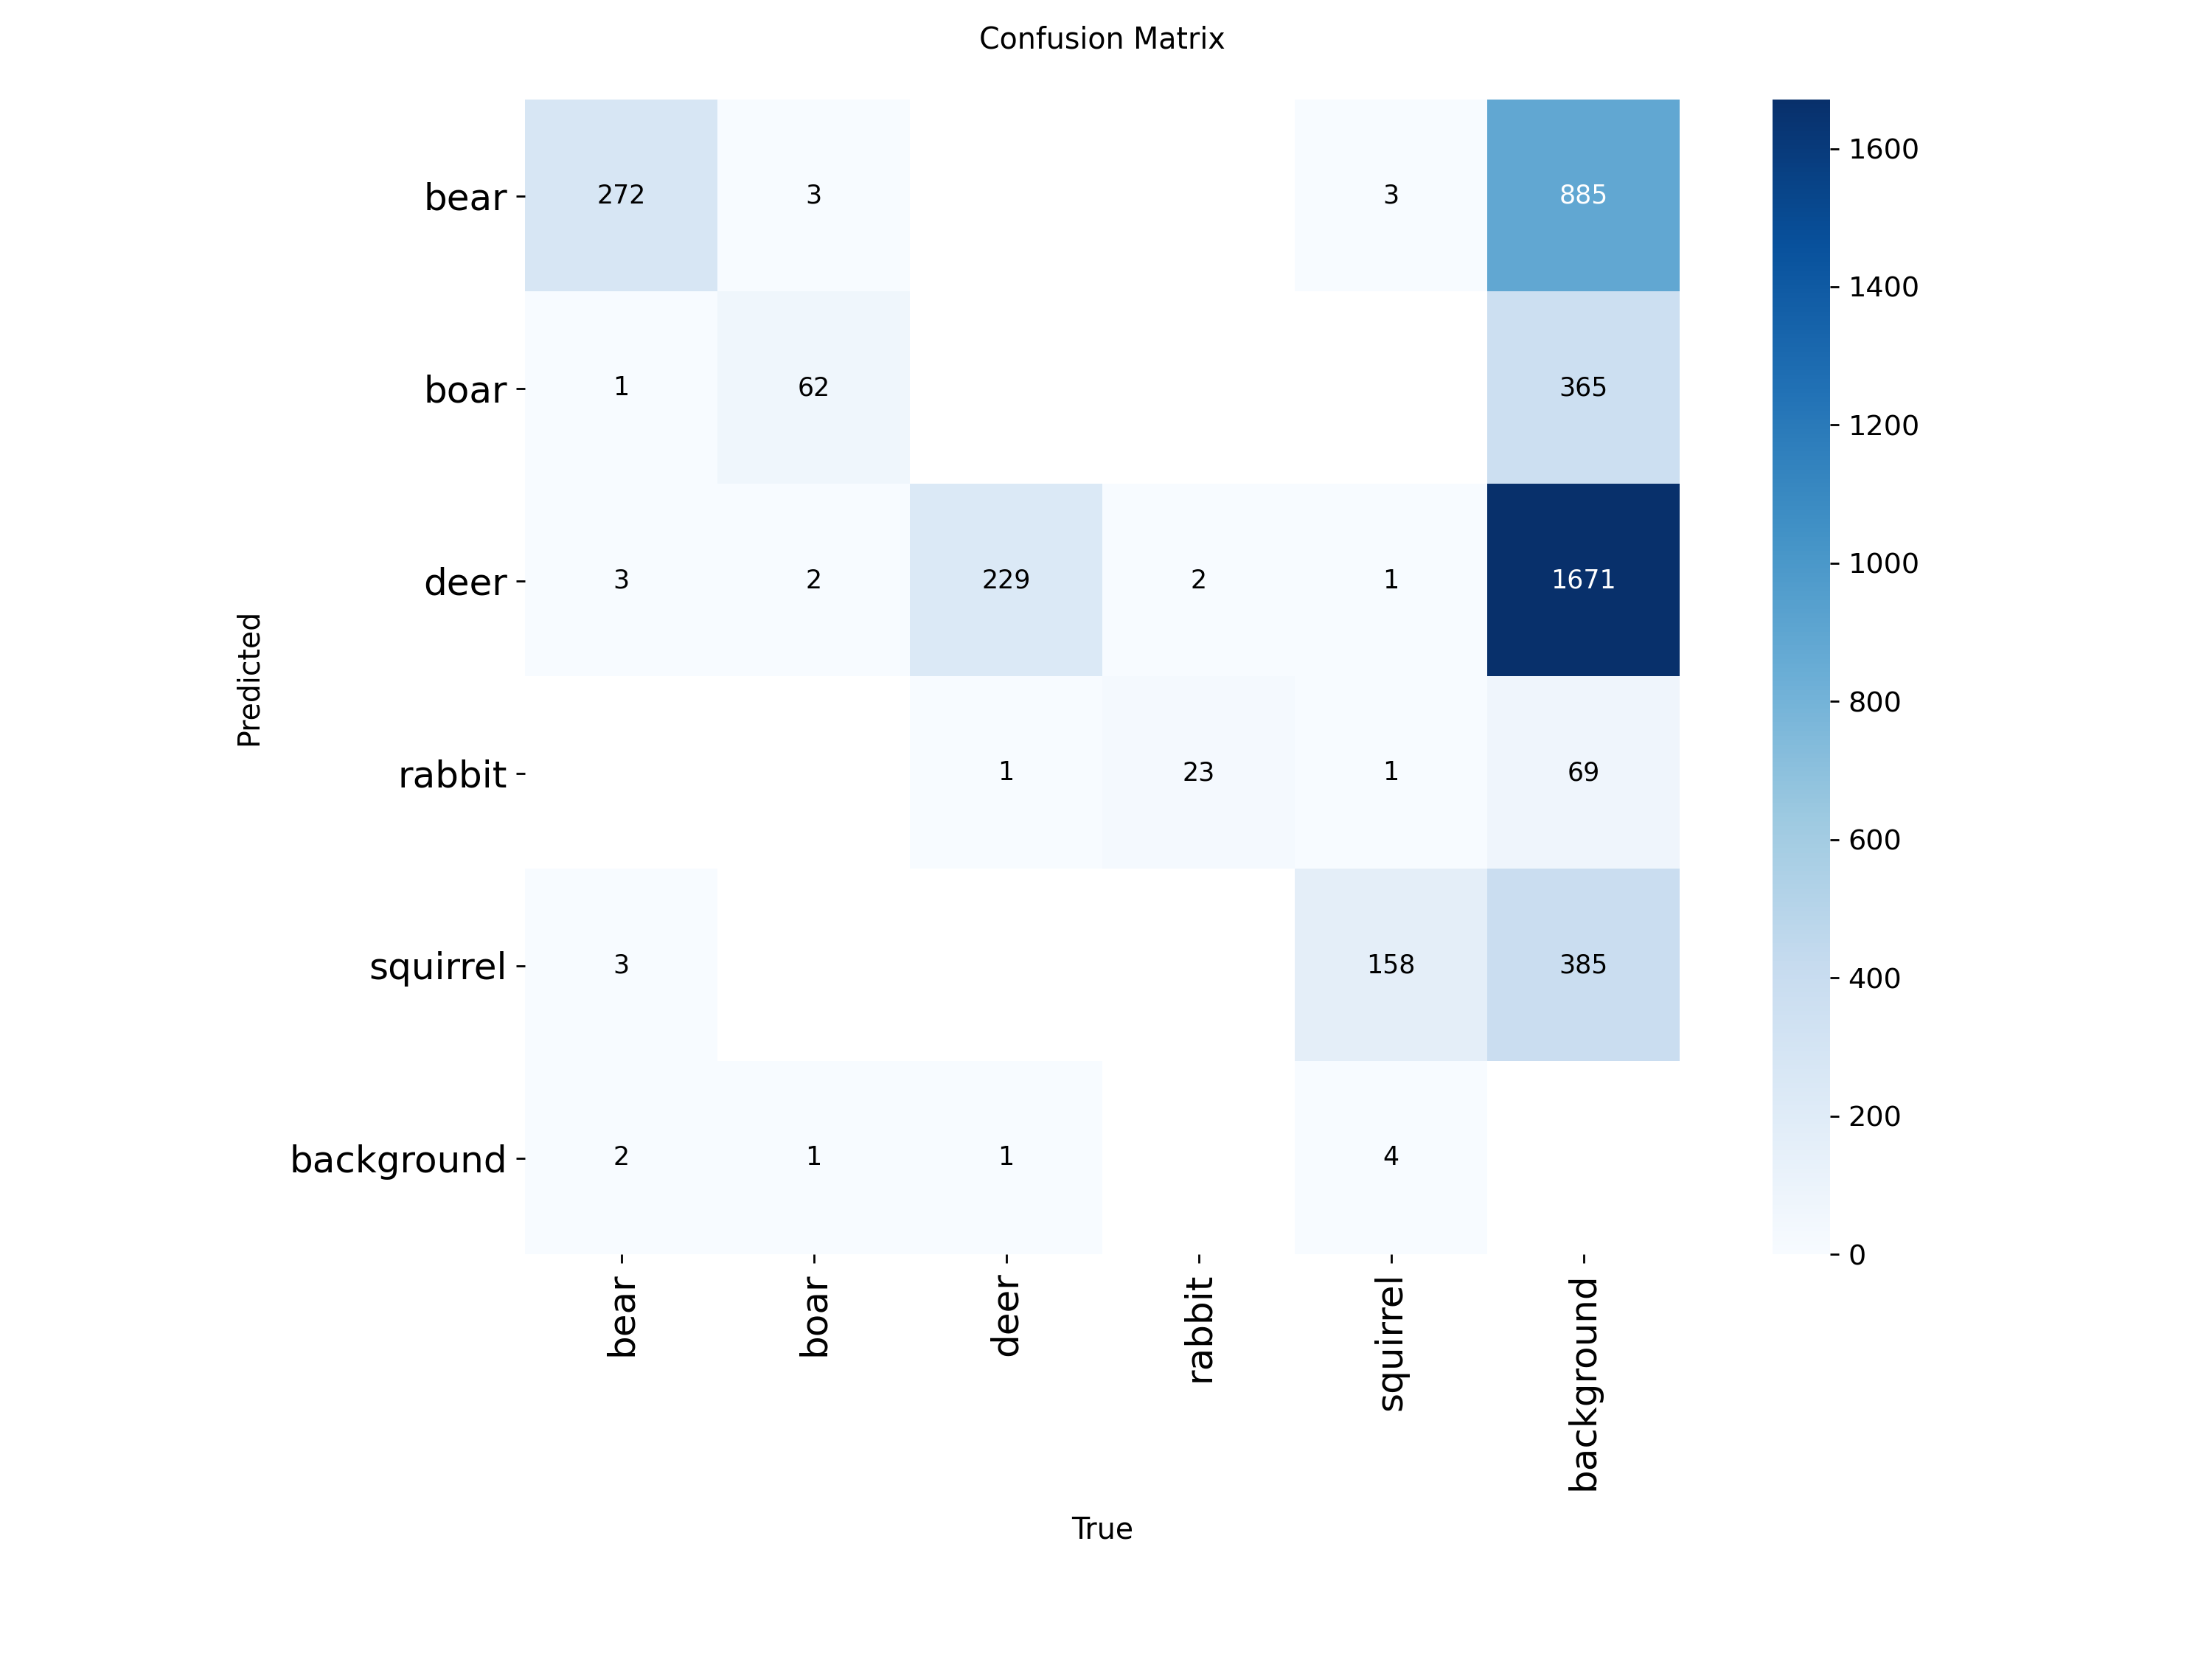 Confusion Matrix
bear 272 3 3 885
boar 1 62 365
deer 3 2 229 2 1 1671
rabbit 1 23 1 69
squirrel 3 158 385
background 2 1 1 4
bear boar deer rabbit squirrel background
Predicted
True
1600
1400
1200
1000
800
600
400
200
0